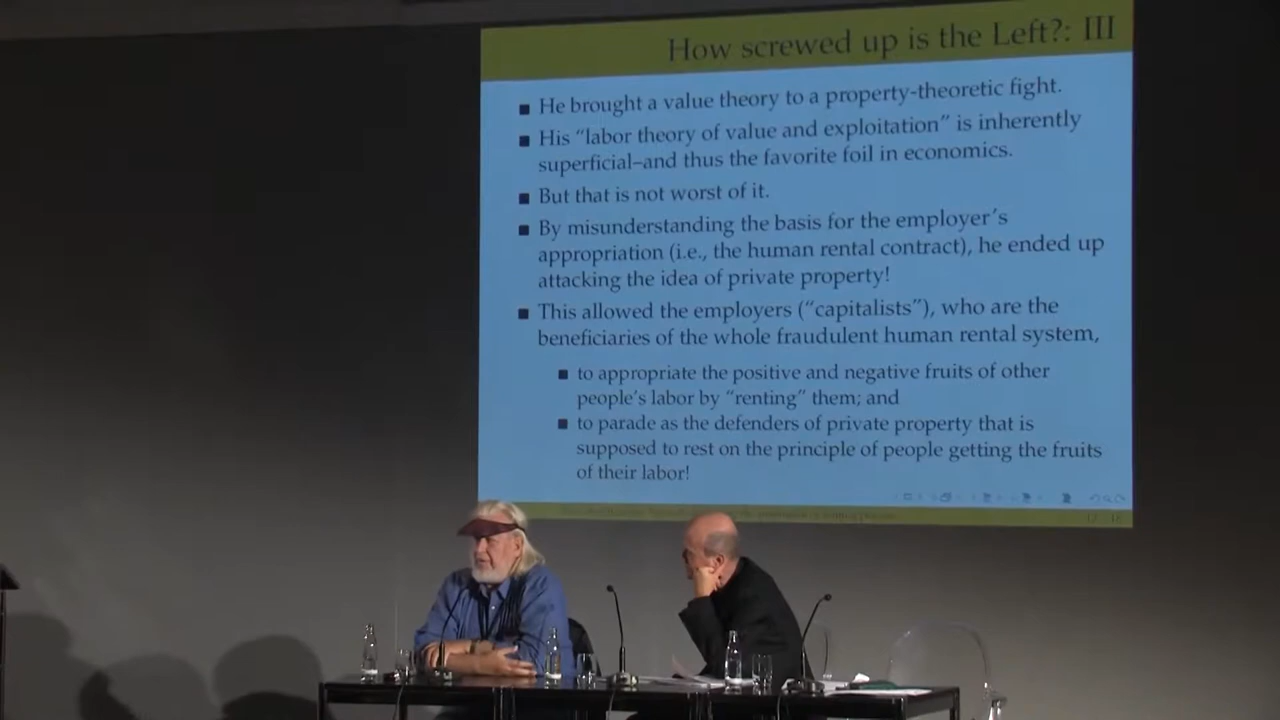 How screwed up is the Left?: III
■ He brought a value theory to a property-theoretic fight.
■ His “labor theory of value and exploitation” is inherently
superficial–and thus the favorite foil in economics.
■ But that is not worst of it.
■ By misunderstanding the basis for the employer's
appropriation (i.e., the human rental contract), he ended up
attacking the idea of private property!
■ This allowed the employers (“capitalists”), who are the
beneficiaries of the whole fraudulent human rental system,
■ to appropriate the positive and negative fruits of other
people's labor by “renting” them; and
■ to parade as the defenders of private property that is
supposed to rest on the principle of people getting the fruits
of their labor!